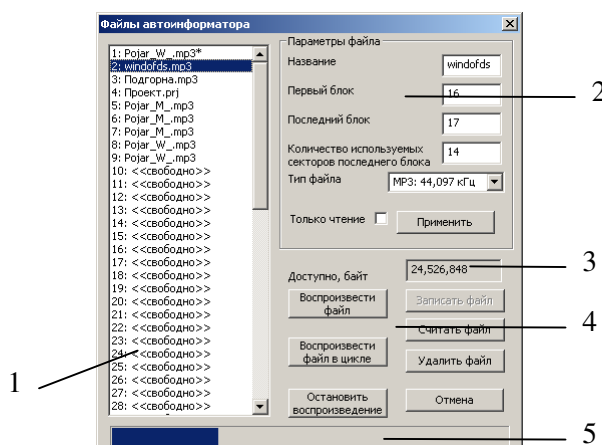 Файлы автоинформатора
1: Pojar_W_.mp3*
2: windofds.mp3
3: Подгорна.mp3
4: Проект.prj
5: Pojar_M_.mp3
6: Pojar_M_.mp3
7: Pojar_M_.mp3
8: Pojar_W_.mp3
9: Pojar_W_.mp3
10: <<свободно>>
11: <<свободно>>
12: <<свободно>>
13: <<свободно>>
14: <<свободно>>
15: <<свободно>>
16: <<свободно>>
17: <<свободно>>
18: <<свободно>>
19: <<свободно>>
20: <<свободно>>
21: <<свободно>>
22: <<свободно>>
23: <<свободно>>
24: <<свободно>>
25: <<свободно>>
26: <<свободно>>
27: <<свободно>>
28: <<свободно>>
Параметры файла
Название
windofds
Первый блок
16
Последний блок
17
Количество используемых
секторов последнего блока
14
Тип файла
MP3: 44,097 кГц
Только чтение
Применить
Доступно, байт
24,526,848
Воспроизвести
файл
Записать файл
Считать файл
Воспроизвести
файл в цикле
Удалить файл
Остановить
воспроизведение
Отмена
1
2
3
4
5